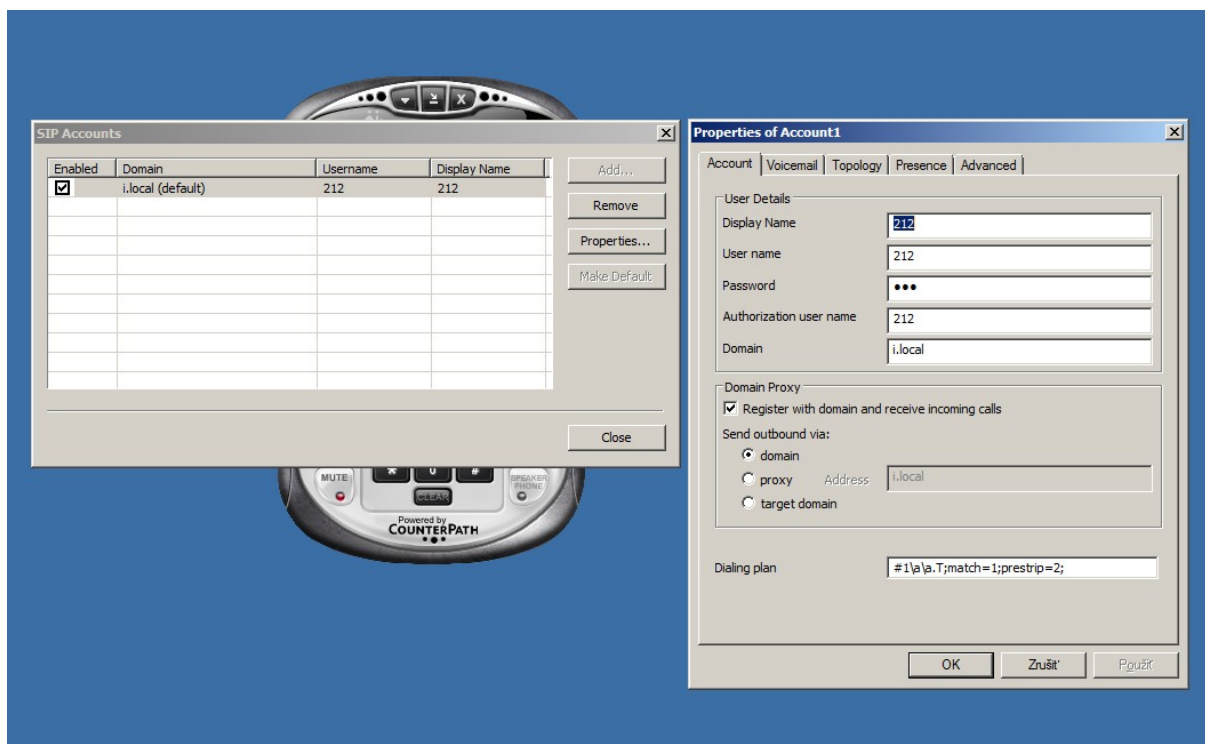 SIP Accounts
Enabled Domain Username Display Name
i.local (default) 212 212
Add...
Remove
Properties...
Make Default
Close
MUTE
* 0 #
SPEAKER
PHONE
CLEAR
Powered by
COUNTERPATH
Properties of Account1
Account Voicemail Topology Presence Advanced
User Details
Display Name 212
User name 212
Password •••
Authorization user name 212
Domain i.local
Domain Proxy
Register with domain and receive incoming calls
Send outbound via:
domain
proxy Address i.local
target domain
Dialing plan #1\a\a.T;match=1;prestrip=2;
OK Zrušiť Použiť